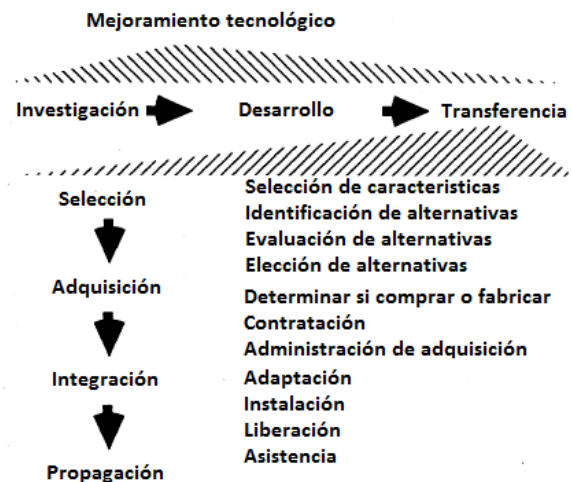 Mejoramiento tecnológico
Investigación
Desarrollo
Transferencia
Selección
Selección de caracteristicas
Identificación de alternativas
Evaluación de alternativas
Elección de alternativas
Adquisición
Determinar si comprar o fabricar
Contratación
Administración de adquisición
Integración
Adaptación
Instalación
Liberación
Asistencia
Propagación